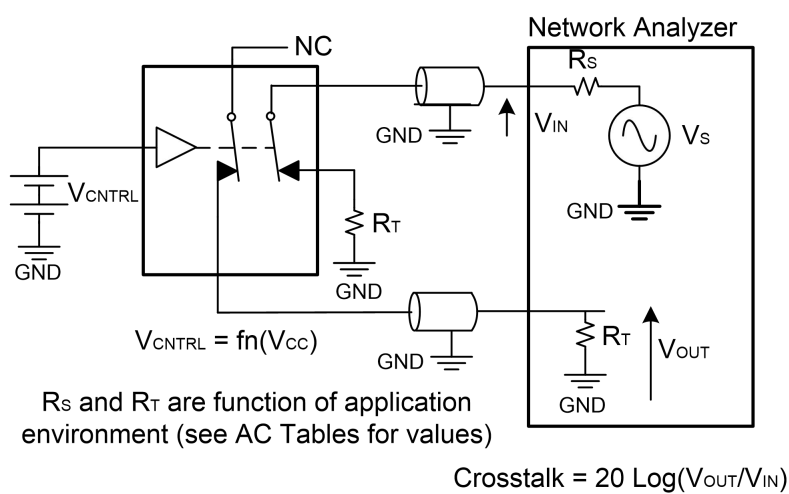 Network Analyzer
NC
RS
GND
VIN
VS
GND
VCNTRL
GND
RT
GND
VCNTRL = fn(VCC)
GND
RT
VOUT
GND
RS and RT are function of application
environment (see AC Tables for values)
Crosstalk = 20 Log(VOUT/VIN)